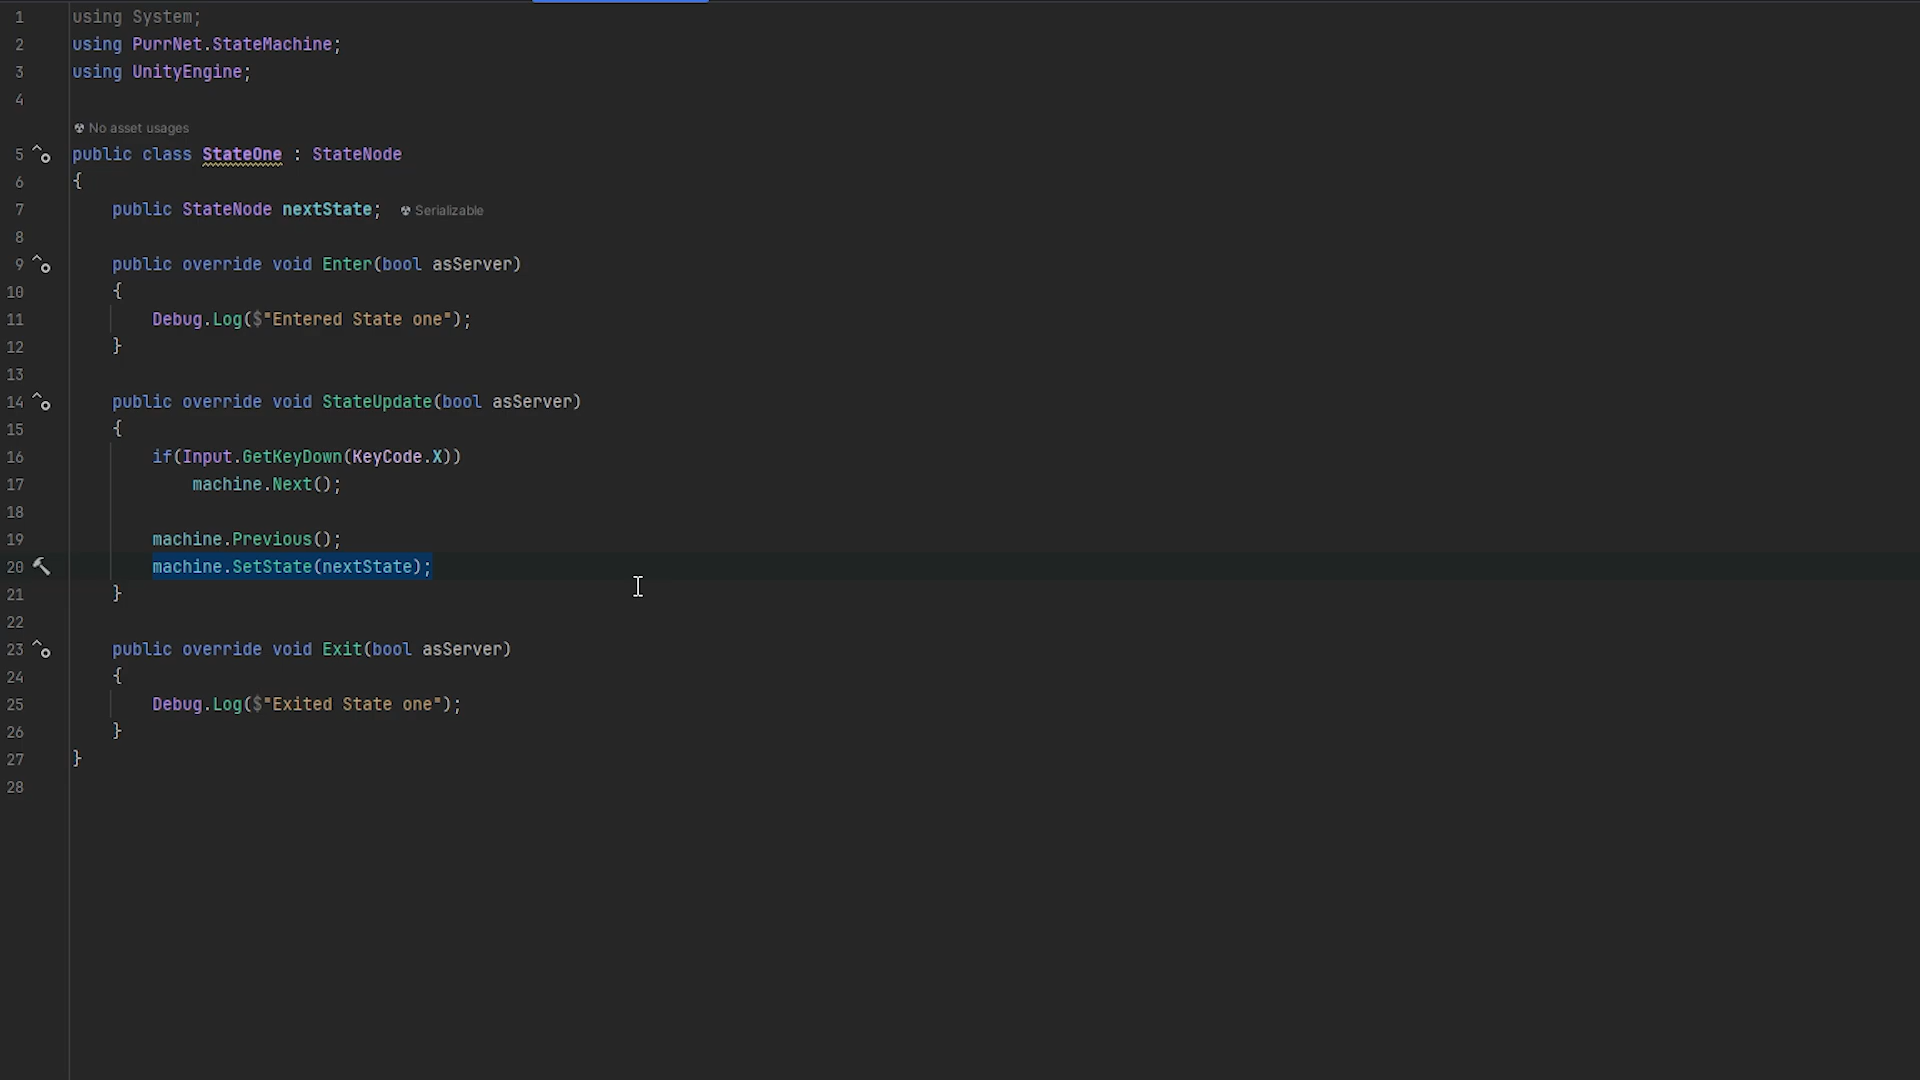 1 using System;
2 using PurrNet.StateMachine;
3 using UnityEngine;
4
No asset usages
5 public class StateOne : StateNode
6 {
7 public StateNode nextState; Serializable
8
9 public override void Enter(bool asServer)
10 {
11 Debug.Log($"Entered State one");
12 }
13
14 public override void StateUpdate(bool asServer)
15 {
16 if(Input.GetKeyDown(KeyCode.X))
17 machine.Next();
18
19 machine.Previous();
20 machine.SetState(nextState);
21 }
22
23 public override void Exit(bool asServer)
24 {
25 Debug.Log($"Exited State one");
26 }
27 }
28